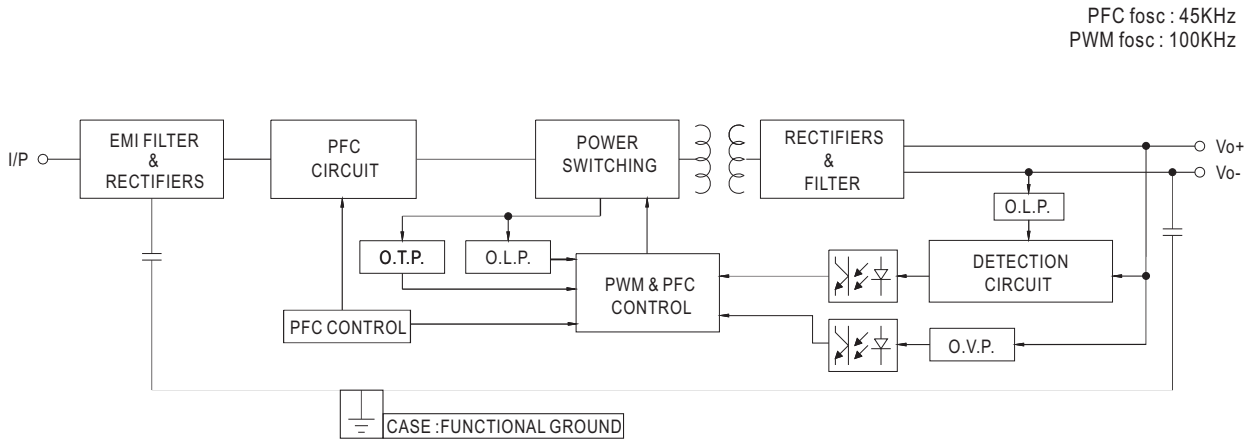 PFC fosc : 45KHz
PWM fosc : 100KHz
I/P
EMI FILTER
&
RECTIFIERS
PFC
CIRCUIT
POWER
SWITCHING
RECTIFIERS
&
FILTER
Vo+
Vo-
O.L.P.
O.T.P.
O.L.P.
PWM & PFC
CONTROL
DETECTION
CIRCUIT
PFC CONTROL
O.V.P.
CASE :FUNCTIONAL GROUND